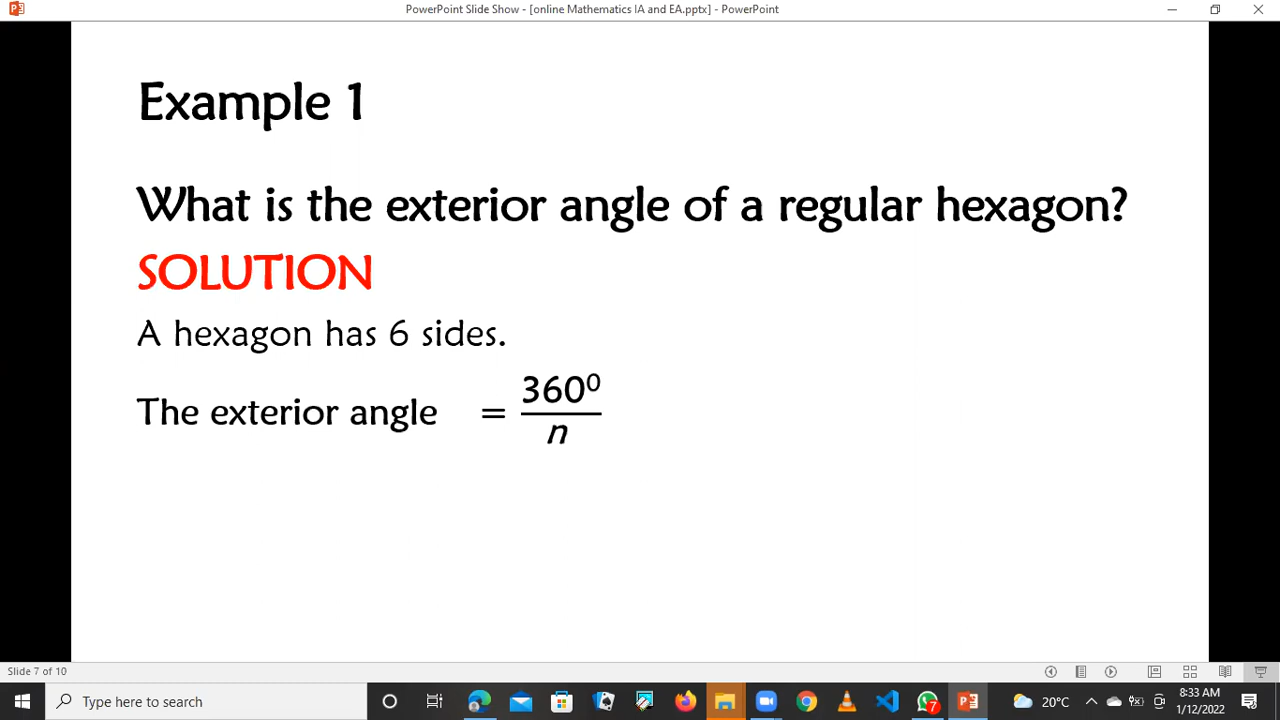 PowerPoint Slide Show - [online Mathematics IA and EA.pptx] - PowerPoint
Example 1
What is the exterior angle of a regular hexagon?
SOLUTION
A hexagon has 6 sides.
The exterior angle = 360⁰/n
Slide 7 of 10
Type here to search
7
20°C
8:33 AM
1/12/2022